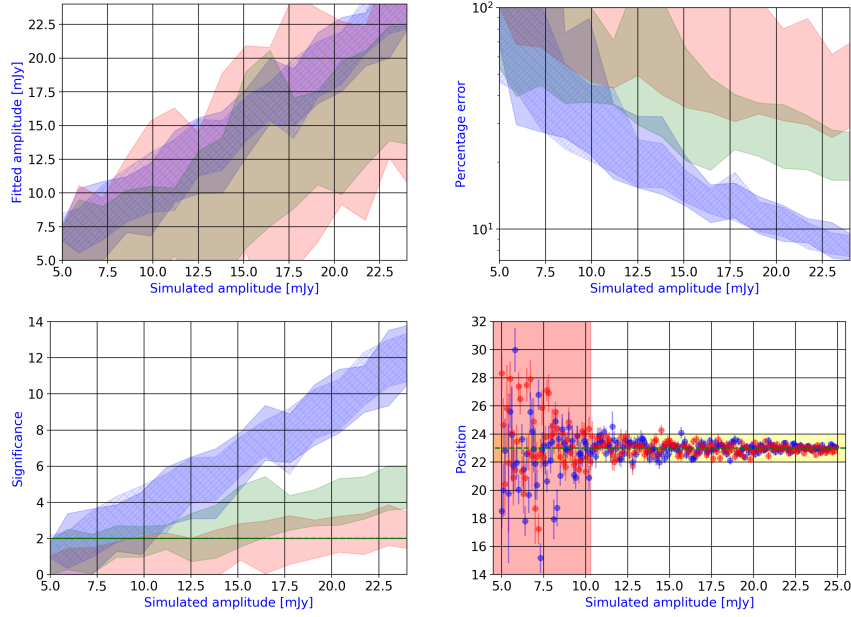 22.5
20.0
17.5
15.0
12.5
10.0
7.5
5.0
Fitted amplitude [mJy]
5.0 7.5 10.0 12.5 15.0 17.5 20.0 22.5
Simulated amplitude [mJy]
10²
10¹
Percentage error
5.0 7.5 10.0 12.5 15.0 17.5 20.0 22.5
Simulated amplitude [mJy]
14
12
10
8
6
4
2
0
Significance
5.0 7.5 10.0 12.5 15.0 17.5 20.0 22.5
Simulated amplitude [mJy]
32
30
28
26
24
22
20
18
16
14
Position
5.0 7.5 10.0 12.5 15.0 17.5 20.0 22.5 25.0
Simulated amplitude [mJy]